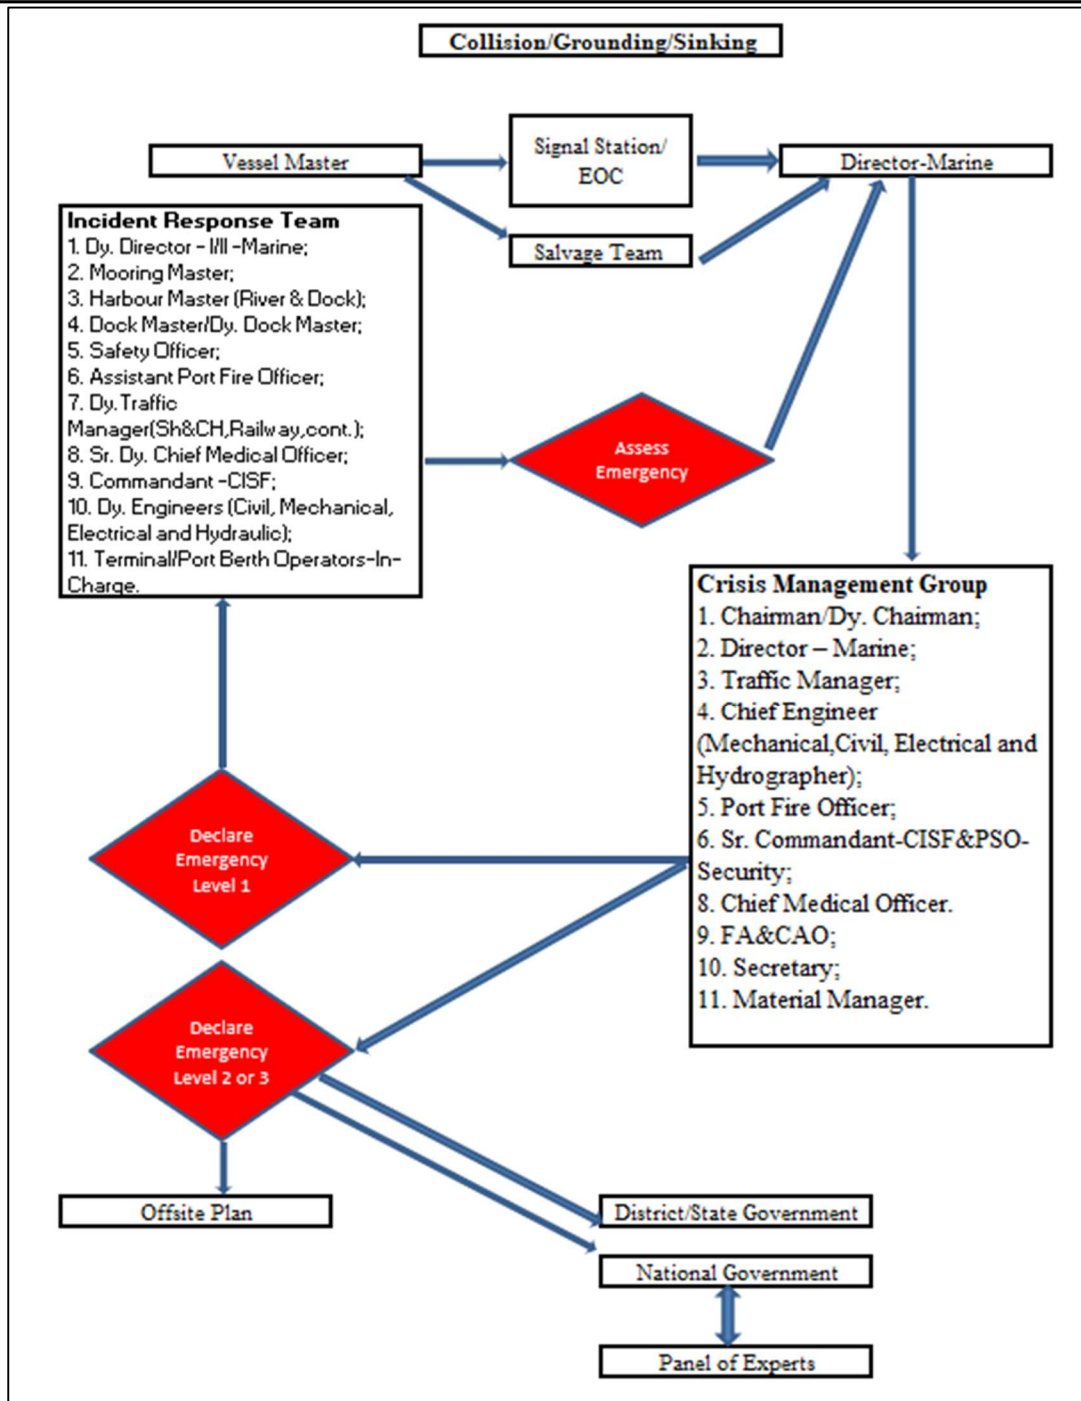 Collision/Grounding/Sinking
Vessel Master
Signal Station/
EOC
Director-Marine
Salvage Team
Incident Response Team
1. Dy. Director - I/II -Marine;
2. Mooring Master;
3. Harbour Master (River & Dock);
4. Dock Master/Dy. Dock Master;
5. Safety Officer;
6. Assistant Port Fire Officer;
7. Dy.Traffic
Manager(Sh&CH,Railway,cont.);
8. Sr. Dy. Chief Medical Officer;
9. Commandant -CISF;
10. Dy. Engineers (Civil, Mechanical,
Electrical and Hydraulic);
11. Terminal/Port Berth Operators-In-
Charge.
Assess
Emergency
Crisis Management Group
1. Chairman/Dy. Chairman;
2. Director – Marine;
3. Traffic Manager;
4. Chief Engineer
(Mechanical,Civil, Electrical and
Hydrographer);
5. Port Fire Officer;
6. Sr. Commandant-CISF&PSO-
Security;
8. Chief Medical Officer.
9. FA&CAO;
10. Secretary;
11. Material Manager.
Declare
Emergency
Level 1
Declare
Emergency
Level 2 or 3
Offsite Plan
District/State Government
National Government
Panel of Experts